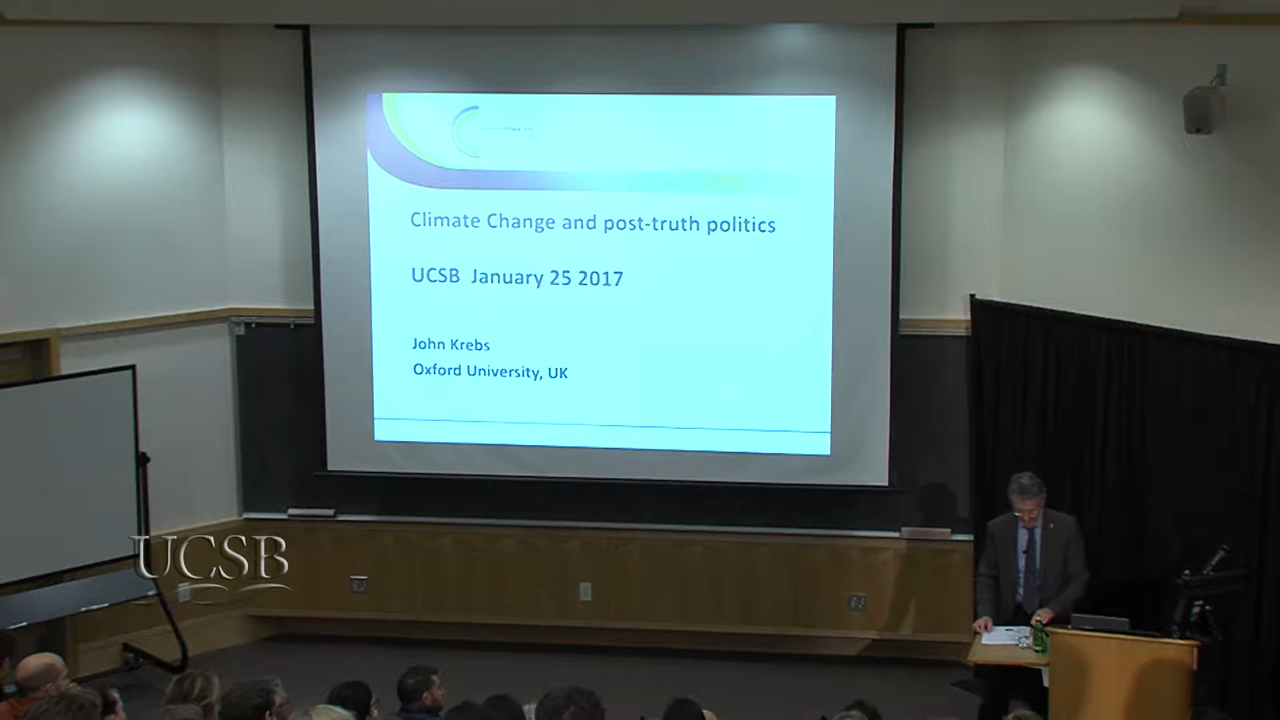 Climate Change and post-truth politics
UCSB January 25 2017
John Krebs
Oxford University, UK
UCSB